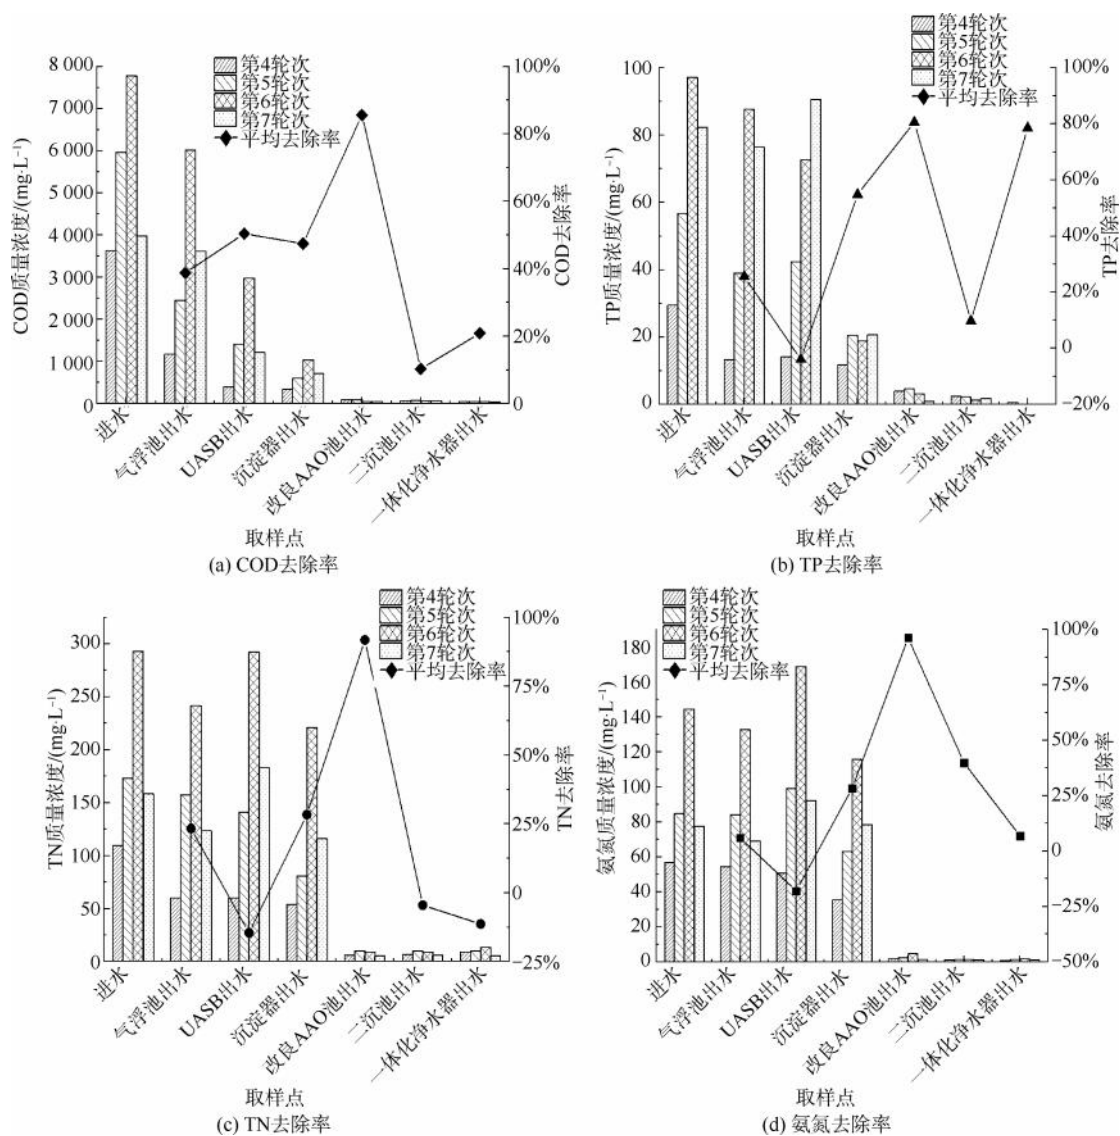 第4轮次
第5轮次
第6轮次
第7轮次
平均去除率
8 000
7 000
6 000
5 000
4 000
3 000
2 000
1 000
0
COD质量浓度/(mg·L⁻¹)
100%
80%
60%
40%
20%
0
COD去除率
进水
气浮池出水
UASB出水
沉淀器出水
改良AAO池出水
二沉池出水
一体化净水器出水
取样点
(a) COD去除率
第4轮次
第5轮次
第6轮次
第7轮次
平均去除率
100
80
60
40
20
0
TP质量浓度/(mg·L⁻¹)
100%
80%
60%
40%
20%
0
−20%
TP去除率
进水
气浮池出水
UASB出水
沉淀器出水
改良AAO池出水
二沉池出水
一体化净水器出水
取样点
(b) TP去除率
第4轮次
第5轮次
第6轮次
第7轮次
平均去除率
300
250
200
150
100
50
0
TN质量浓度/(mg·L⁻¹)
100%
75%
50%
25%
0
−25%
TN去除率
进水
气浮池出水
UASB出水
沉淀器出水
改良AAO池出水
二沉池出水
一体化净水器出水
取样点
(c) TN去除率
第4轮次
第5轮次
第6轮次
第7轮次
平均去除率
180
160
140
120
100
80
60
40
20
0
氨氮质量浓度/(mg·L⁻¹)
100%
75%
50%
25%
0
−25%
−50%
氨氮去除率
进水
气浮池出水
UASB出水
沉淀器出水
改良AAO池出水
二沉池出水
一体化净水器出水
取样点
(d) 氨氮去除率